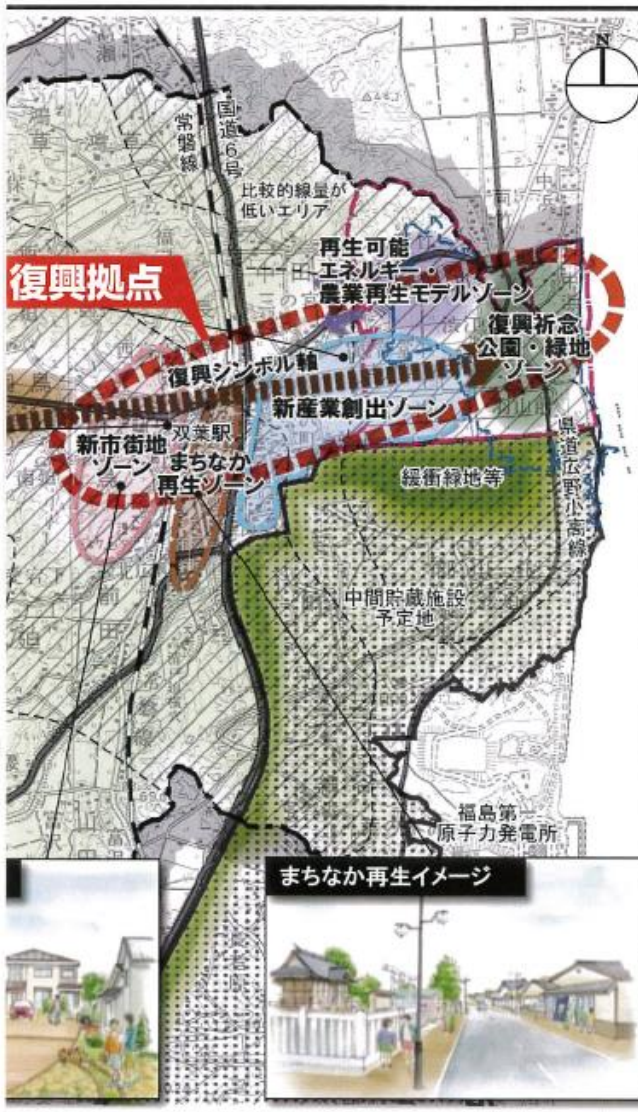 N
国道6号
常磐線
比較的線量が
低いエリア
再生可能
エネルギー・
農業再生モデルゾーン
復興拠点
復興祈念
公園・緑地
ゾーン
復興シンボル軸
新産業創出ゾーン
双葉駅
新市街地
ゾーン
まちなか
再生ゾーン
県道広野小高線
緩衝緑地等
中間貯蔵施設
予定地
福島第一
原子力発電所
まちなか再生イメージ